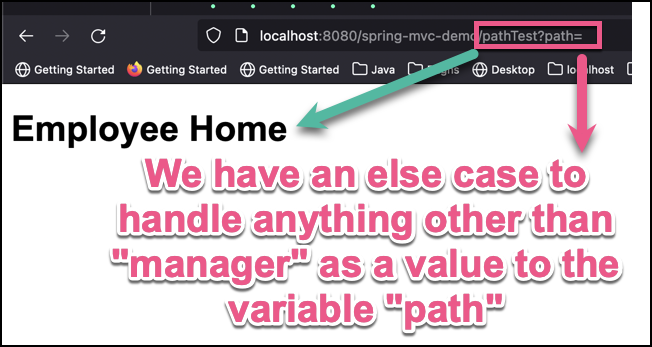 localhost:8080/spring-mvc-demo/pathTest?path=
Getting Started Getting Started Getting Started Java Desktop localhost
Employee Home
We have an else case to
handle anything other than
"manager" as a value to the
variable "path"